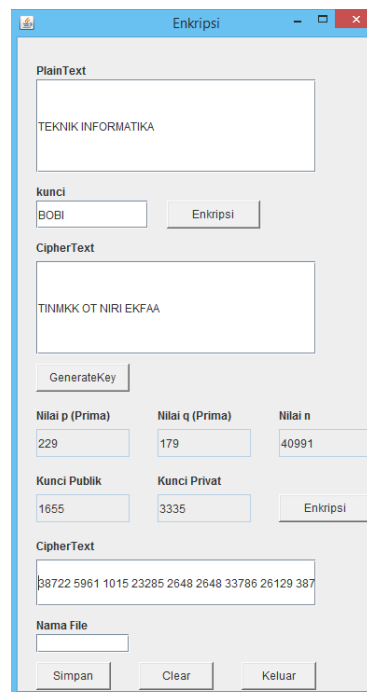 Enkripsi
PlainText
TEKNIK INFORMATIKA
kunci
BOBI Enkripsi
CipherText
TINMKK OT NIRI EKFAA
GenerateKey
Nilai p (Prima) Nilai q (Prima) Nilai n
229 179 40991
Kunci Publik Kunci Privat
1655 3335 Enkripsi
CipherText
38722 5961 1015 23285 2648 2648 33786 26129 387
Nama File
Simpan Clear Keluar